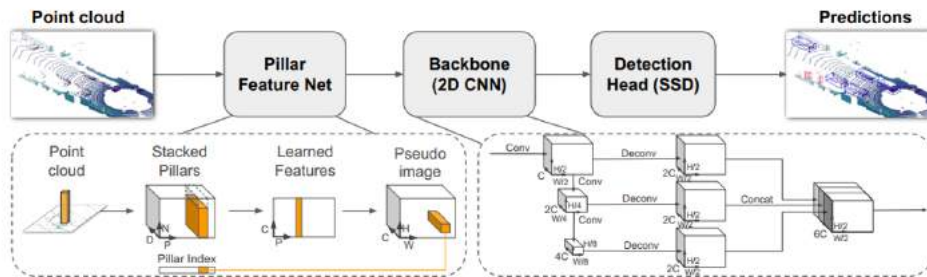 Point cloud
Predictions
Pillar
Feature Net
Backbone
(2D CNN)
Detection
Head (SSD)
Point
cloud
Stacked
Pillars
Learned
Features
Pseudo
image
N
D
P
C
P
H
C
W
Pillar Index
Conv
H/2
W/2
C
Conv
Deconv
H/2
W/2
2C
H/4
2C
W/4
Conv
Deconv
H/2
W/2
2C
Concat
H/8
4C
W/8
Deconv
H/2
W/2
2C
H/2
W/2
6C